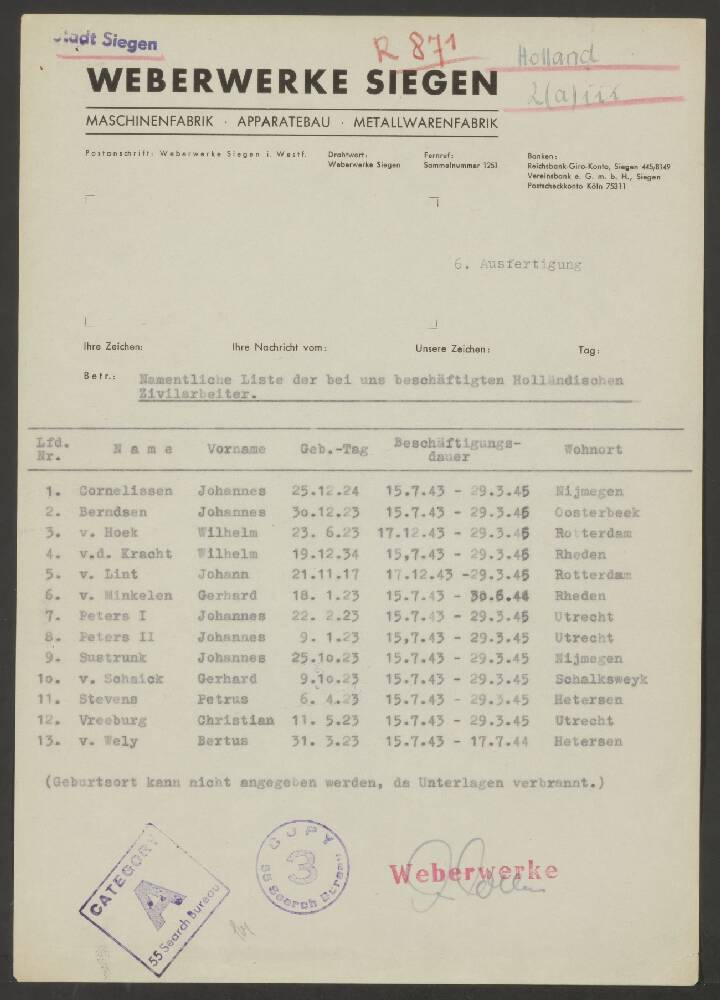 Stadt Siegen
R 871
Holland
2(a)iii
WEBERWERKE SIEGEN
MASCHINENFABRIK · APPARATEBAU · METALLWARENFABRIK
Postanschrift: Weberwerke Siegen i. Westf. Drahtwort: Fernruf: Banken:
Weberwerke Siegen Sammelnummer 1251 Reichsbank-Giro-Konto, Siegen 445/8149
Vereinsbank e. G. m. b. H., Siegen
Postscheckkonto Köln 75311
6. Ausfertigung
Ihre Zeichen: Ihre Nachricht vom: Unsere Zeichen: Tag:
Betr.: Namentliche Liste der bei uns beschäftigten Holländischen
Zivilarbeiter.
Lfd. Nr. Name Vorname Geb.-Tag Beschäftigungs-dauer Wohnort
1. Cornelissen Johannes 25.12.24 15.7.43 - 29.3.45 Nijmegen
2. Berndsen Johannes 3o.12.23 15.7.43 - 29.3.45 Oosterbeek
3. v. Hoek Wilhelm 23. 6.23 17.12.43 - 29.3.45 Rotterdam
4. v.d. Kracht Wilhelm 19.12.34 15,7.43 - 29.3.45 Rheden
5. v. Lint Johann 21.11.17 17.12.43 -29.3.45 Rotterdam
6. v. Minkelen Gerhard 18. 1.23 15.7.43 - 30.6.44 Rheden
7. Peters I Johannes 22. 2.23 15.7.43 - 29.3.45 Utrecht
8. Peters II Johannes 9. 1.23 15,7.43 - 29.3.45 Utrecht
9. Sustrunk Johannes 25.1o.23 15.7.43 - 29.3.45 Nijmegen
1o. v. Schaick Gerhard 9.1o.23 15.7.43 - 29.3.45 Schalksweyk
11. Stevens Petrus 6. 4.23 15.7.43 - 29.3.45 Hetersen
12. Vreeburg Christian 11. 5.23 15.7.43 - 29.3.45 Utrecht
13. v. Wely Bertus 31. 3.23 15.7.43 - 17.7.44 Hetersen
(Geburtsort kann nicht angegeben werden, da Unterlagen verbrannt.)
CATEGORY
A
55 Search Bureau
COPY
3
55 Search Bureau
Weberwerke